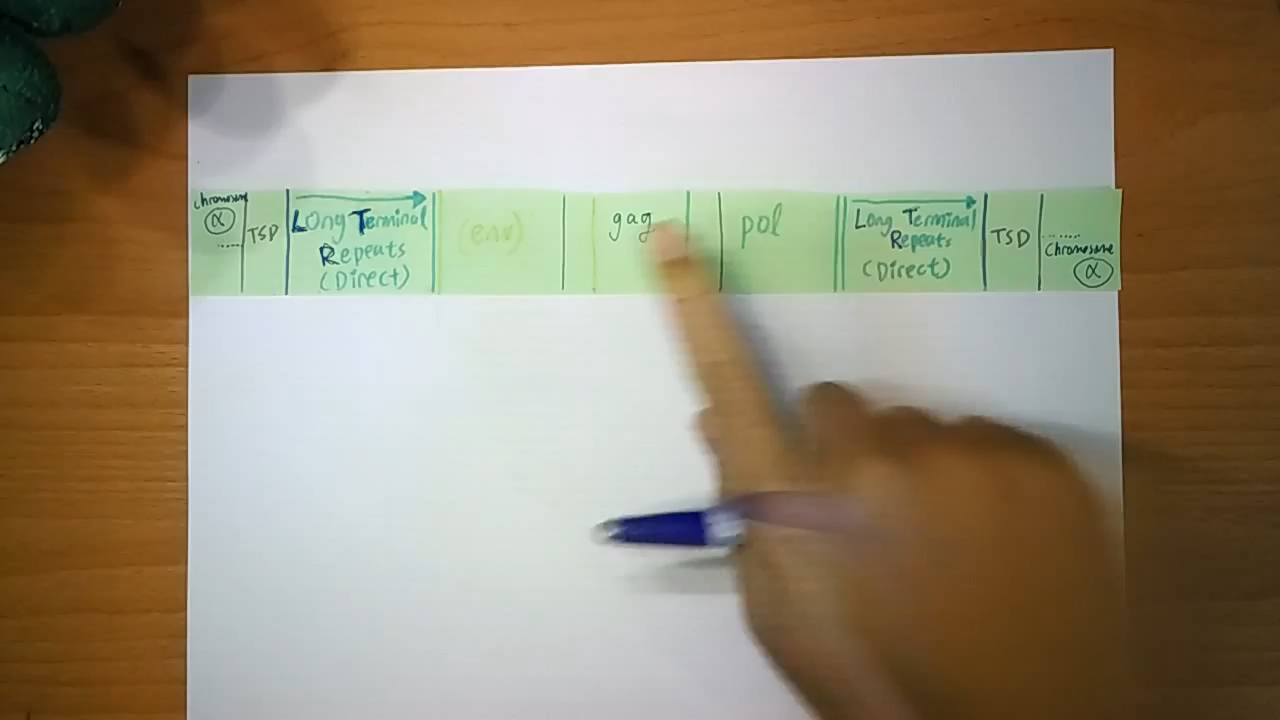 chromosome
α
......
TSD
Long Terminal
Repeats
(Direct)
(env)
gag
pol
Long Terminal
Repeats
(Direct)
TSD
......
chromosome
α